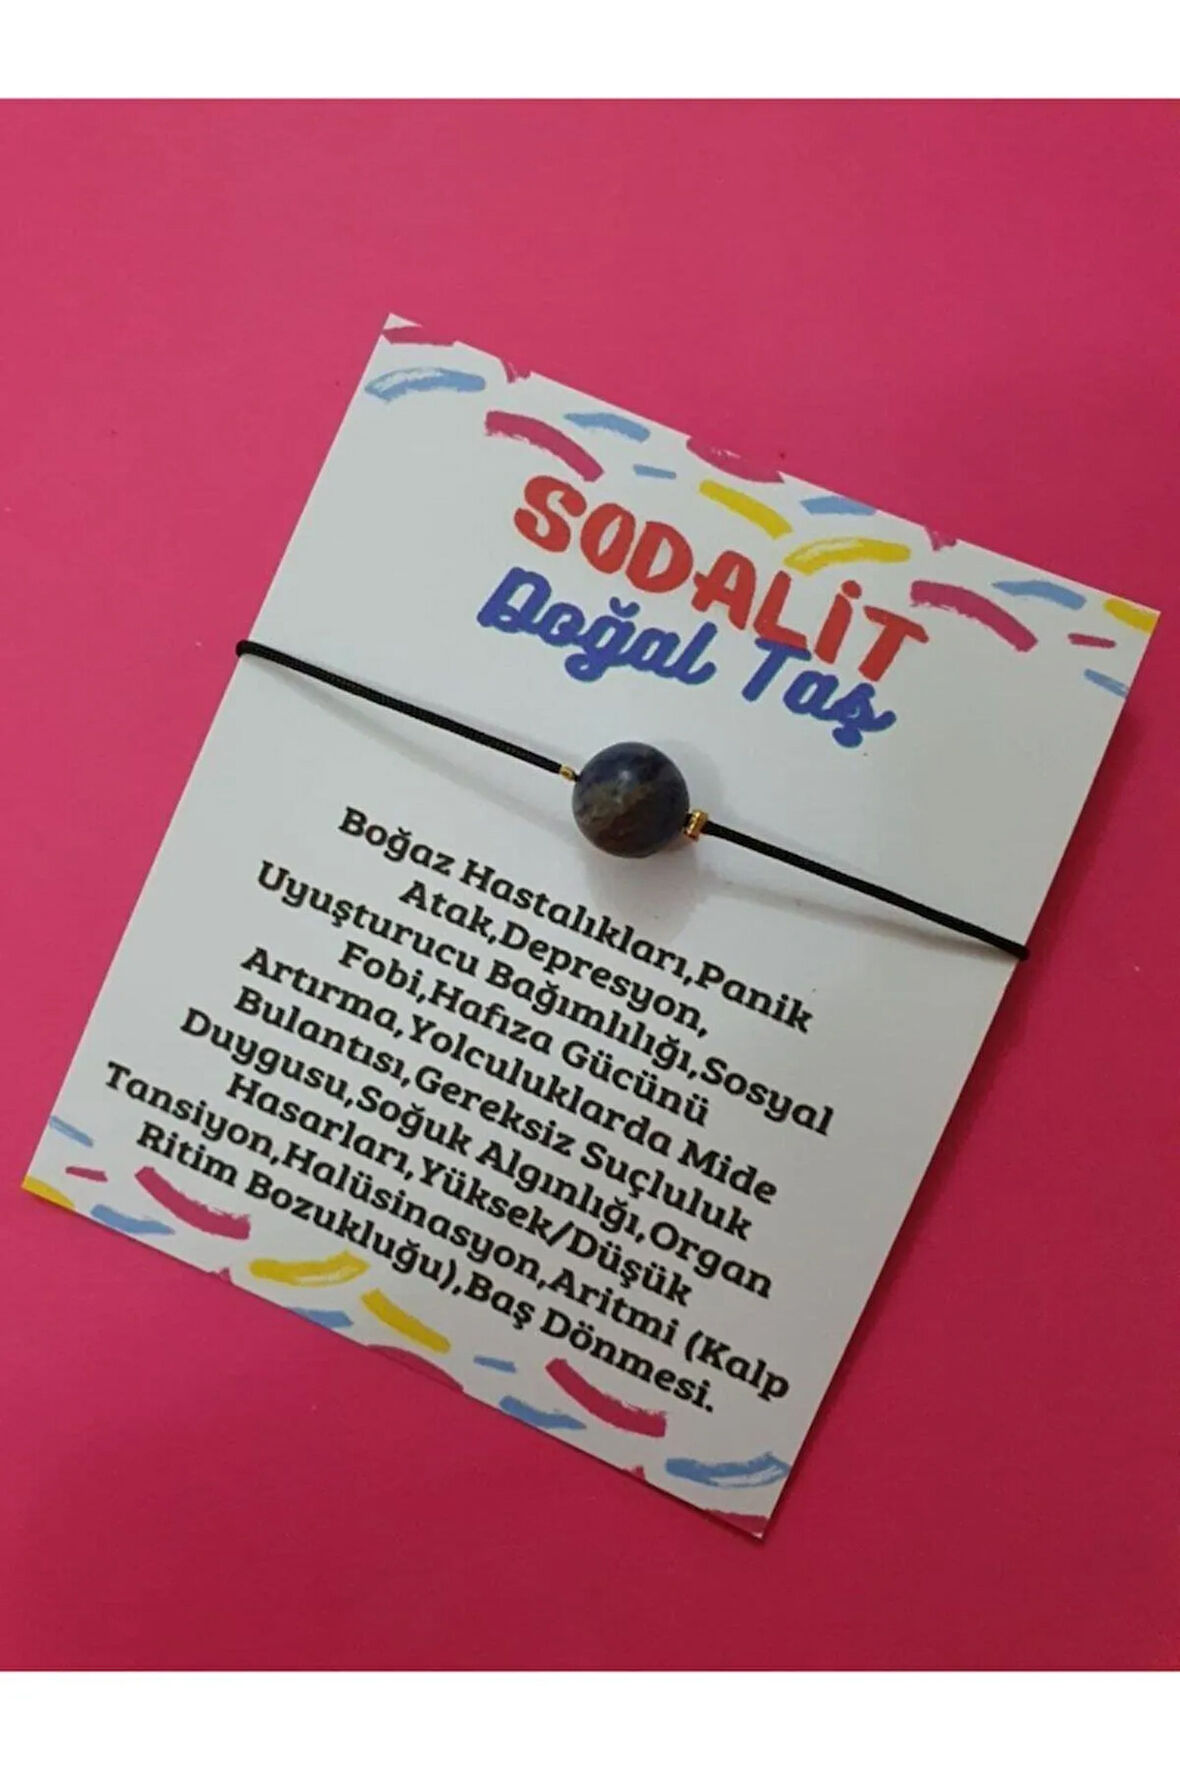 SODALİT
Doğal Taş
Boğaz Hastalıkları,Panik
Atak,Depresyon,
Uyuşturucu Bağımlılığı,Sosyal
Fobi,Hafıza Gücünü
Artırma,Yolculuklarda Mide
Bulantısı,Gereksiz Suçluluk
Duygusu,Soğuk Algınlığı,Organ
Hasarları,Yüksek/Düşük
Tansiyon,Halüsinasyon,Aritmi (Kalp
Ritim Bozukluğu),Baş Dönmesi.